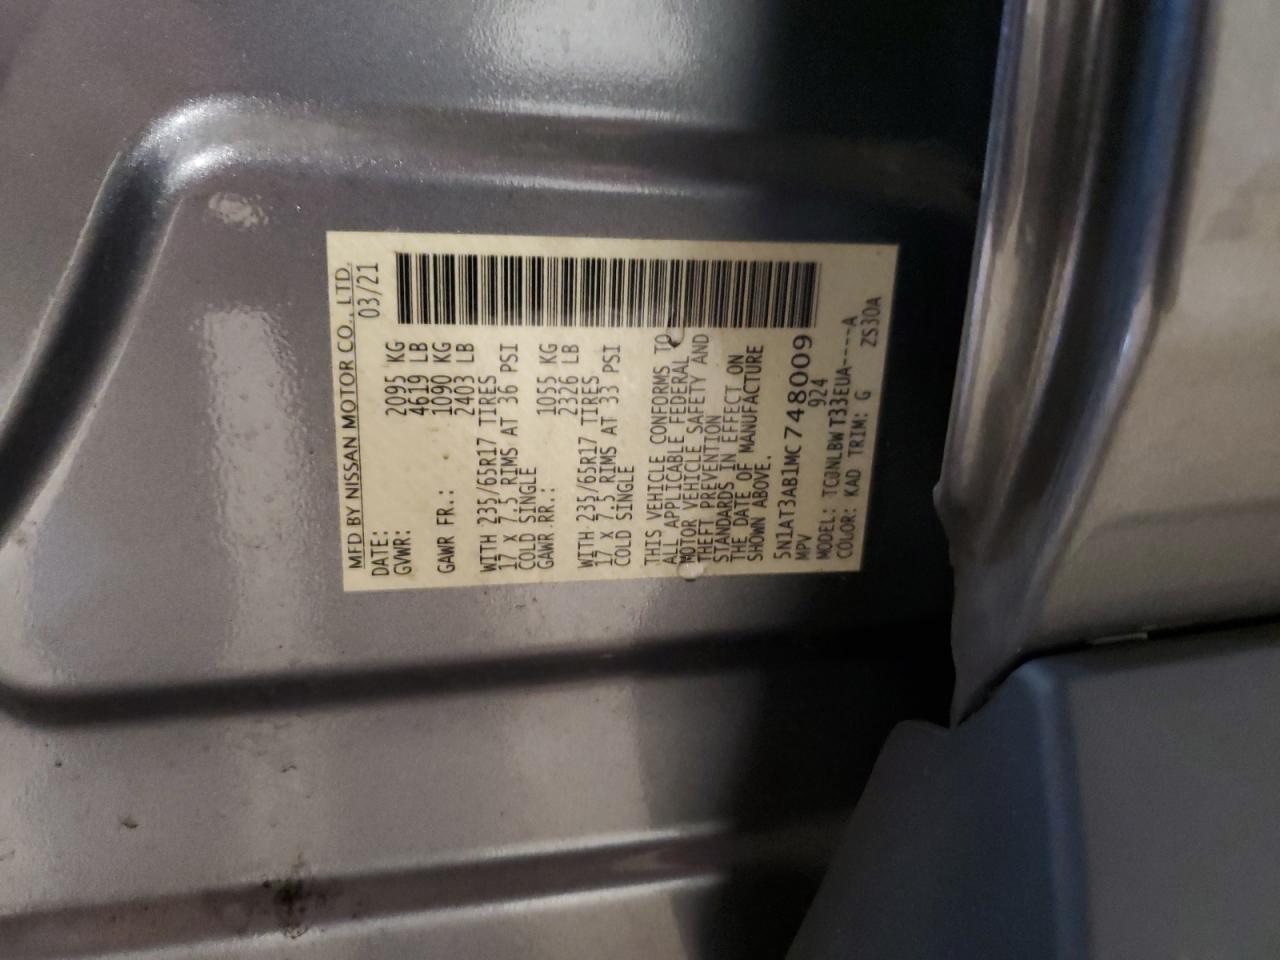 MFD BY NISSAN MOTOR CO., LTD.
DATE: 03/21
GVWR: 2095 KG
4619 LB
GAWR FR.: 1090 KG
2403 LB
WITH 235/65R17 TIRES
17 X 7.5 RIMS AT 36 PSI
COLD SINGLE
GAWR RR.: 1055 KG
2326 LB
WITH 235/65R17 TIRES
17 X 7.5 RIMS AT 33 PSI
COLD SINGLE
THIS VEHICLE CONFORMS TO
ALL APPLICABLE FEDERAL
MOTOR VEHICLE SAFETY AND
THEFT PREVENTION
STANDARDS IN EFFECT ON
THE DATE OF MANUFACTURE
SHOWN ABOVE.
5N1AT3AB1MC748009
MPV 924
MODEL: TCJNLBW T33EUA----A
COLOR: KAD TRIM: G ZS30A